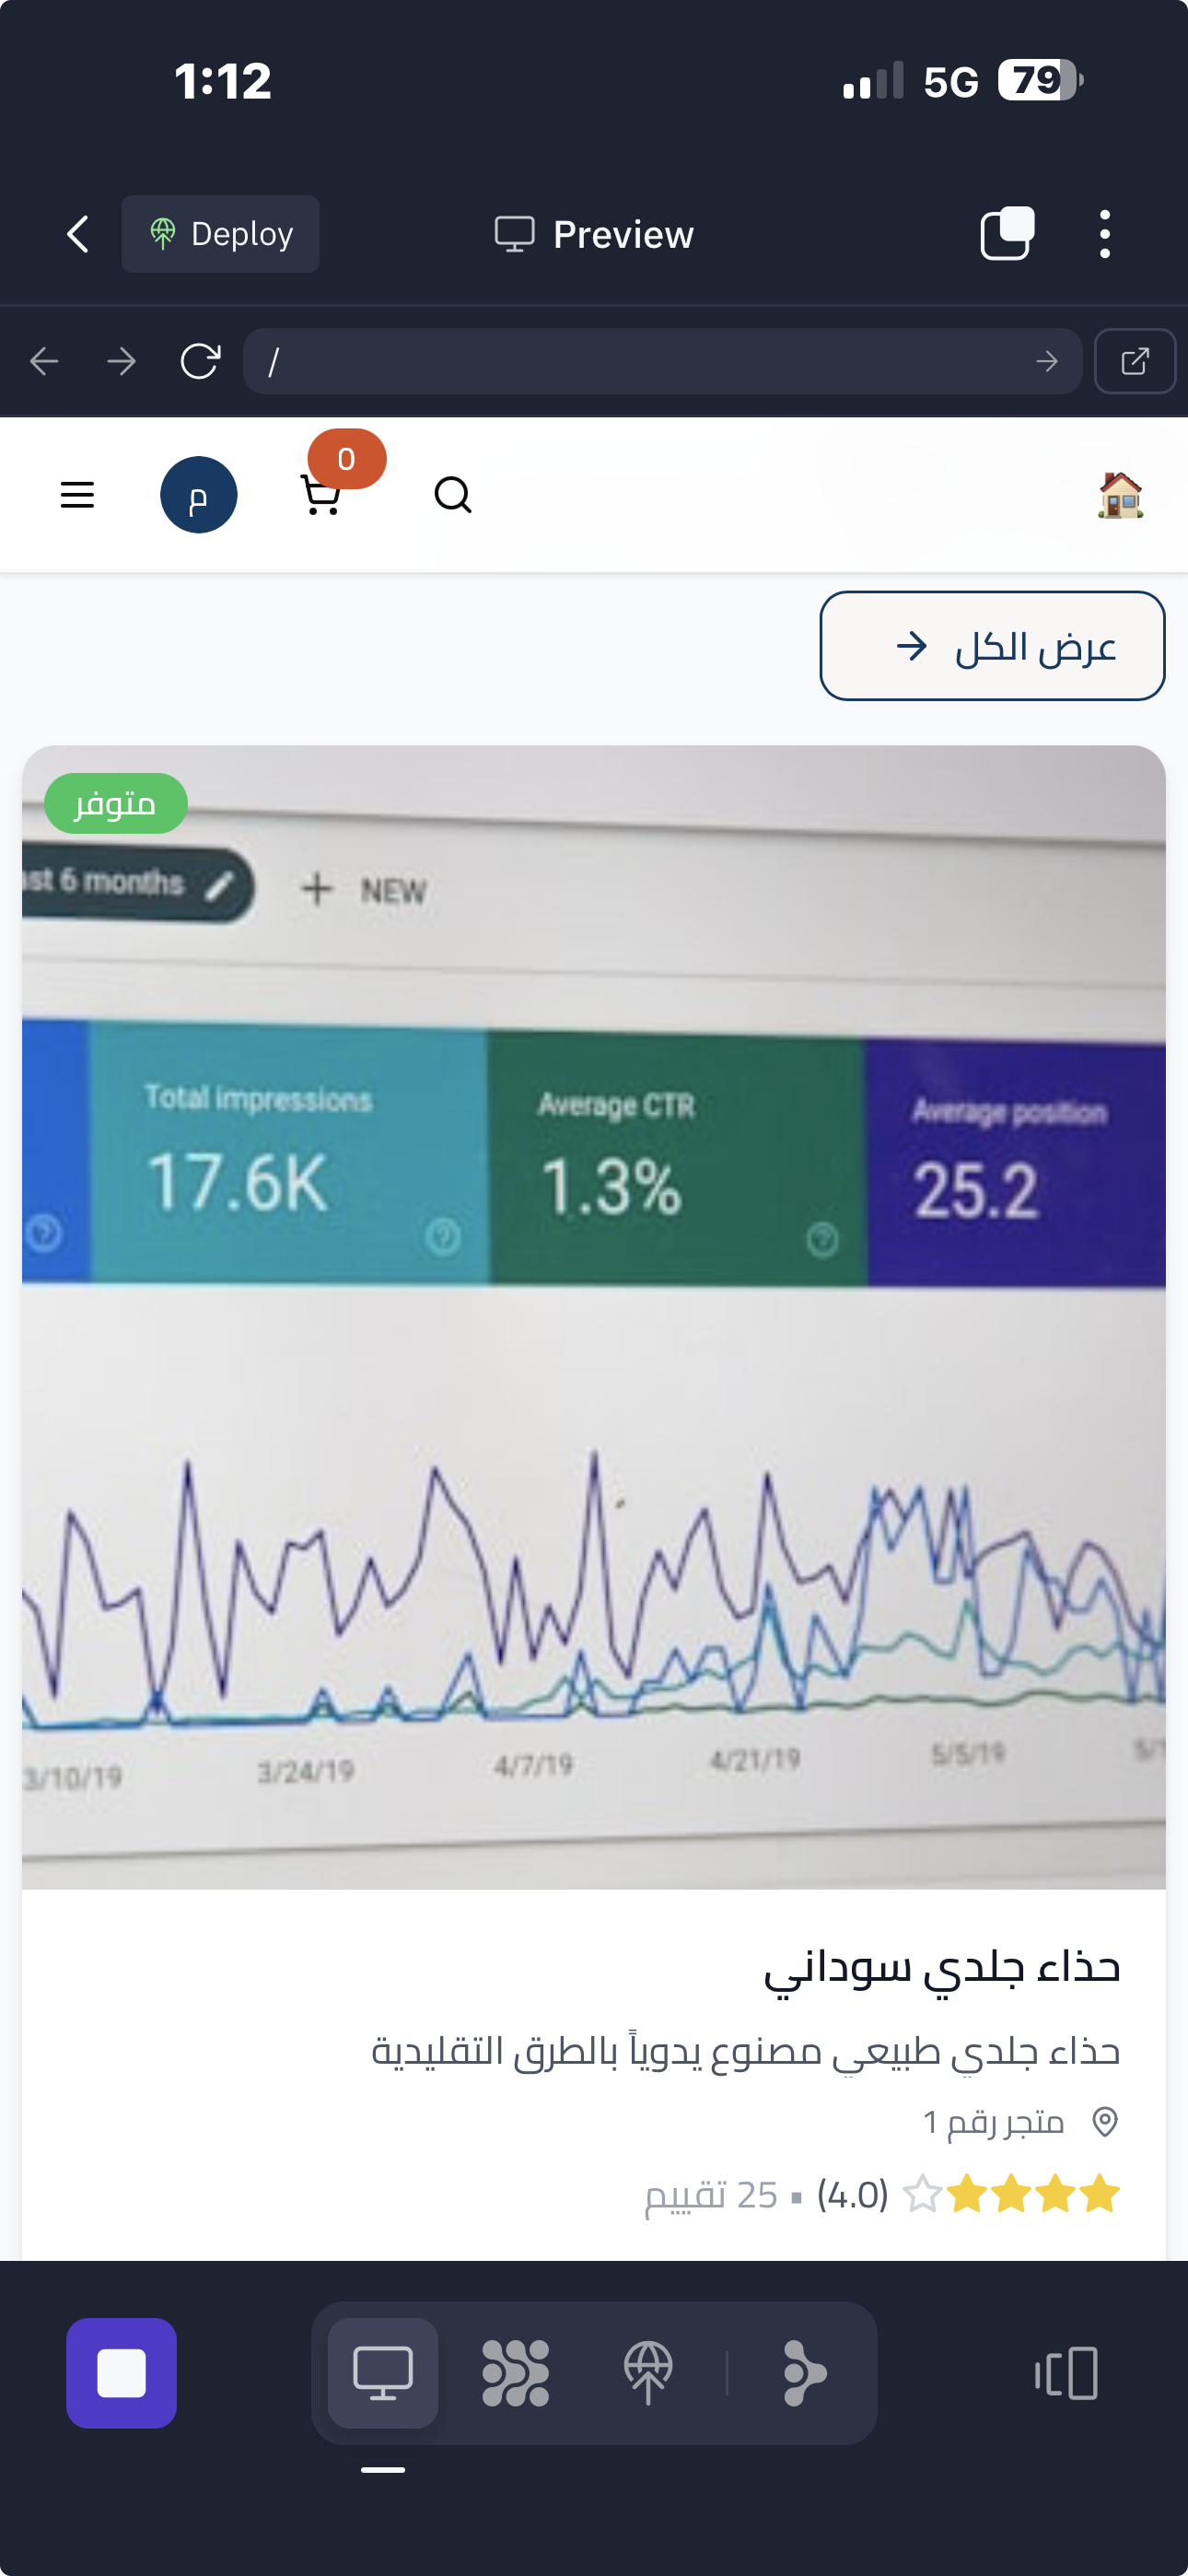 1:12 5G 79
Deploy Preview
/
م 0
عرض الكل
متوفر
st 6 months NEW
Total impressions Average CTR Average position
17.6K 1.3% 25.2
3/10/19 3/24/19 4/7/19 4/21/19 5/5/19
حذاء جلدي سوداني
حذاء جلدي طبيعي مصنوع يدوياً بالطرق التقليدية
متجر رقم 1
(4.0) • 25 تقييم